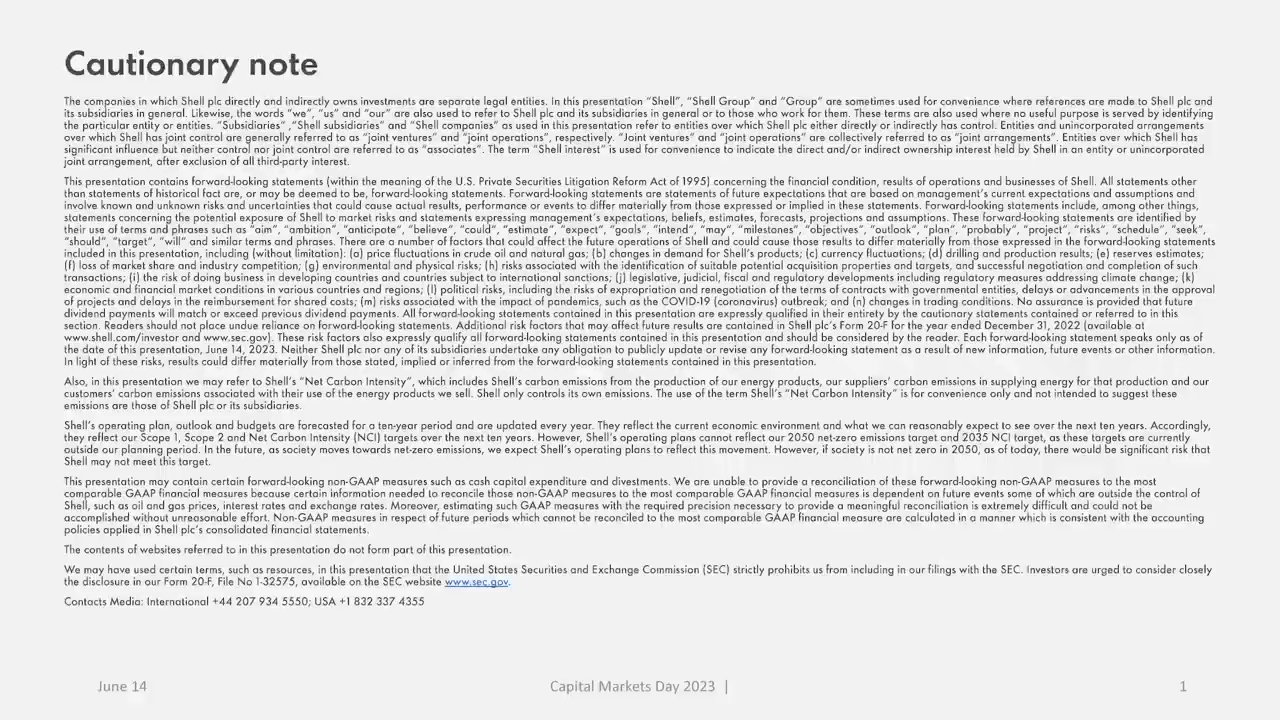 Cautionary note
The companies in which Shell plc directly and indirectly owns investments are separate legal entities. In this presentation “Shell”, “Shell Group” and “Group” are sometimes used for convenience where references are made to Shell plc and
its subsidiaries in general. Likewise, the words “we”, “us” and “our” are also used to refer to Shell plc and its subsidiaries in general or to those who work for them. These terms are also used where no useful purpose is served by identifying
the particular entity or entities. “Subsidiaries” ,“Shell subsidiaries” and “Shell companies” as used in this presentation refer to entities over which Shell plc either directly or indirectly has control. Entities and unincorporated arrangements
over which Shell has joint control are generally referred to as “joint ventures” and “joint operations”, respectively. “Joint ventures” and “joint operations” are collectively referred to as “joint arrangements”. Entities over which Shell has
significant influence but neither control nor joint control are referred to as “associates”. The term “Shell interest” is used for convenience to indicate the direct and/or indirect ownership interest held by Shell in an entity or unincorporated
joint arrangement, after exclusion of all third-party interest.
This presentation contains forward-looking statements (within the meaning of the U.S. Private Securities Litigation Reform Act of 1995) concerning the financial condition, results of operations and businesses of Shell. All statements other
than statements of historical fact are, or may be deemed to be, forward-looking statements. Forward-looking statements are statements of future expectations that are based on management’s current expectations and assumptions and
involve known and unknown risks and uncertainties that could cause actual results, performance or events to differ materially from those expressed or implied in these statements. Forward-looking statements include, among other things,
statements concerning the potential exposure of Shell to market risks and statements expressing management’s expectations, beliefs, estimates, forecasts, projections and assumptions. These forward-looking statements are identified by
their use of terms and phrases such as “aim”, “ambition”, “anticipate”, “believe”, “could”, “estimate”, “expect”, “goals”, “intend”, “may”, “milestones”, “objectives”, “outlook”, “plan”, “probably”, “project”, “risks”, “schedule”, “seek”,
“should”, “target”, “will” and similar terms and phrases. There are a number of factors that could affect the future operations of Shell and could cause those results to differ materially from those expressed in the forward-looking statements
included in this presentation, including (without limitation): (a) price fluctuations in crude oil and natural gas; (b) changes in demand for Shell’s products; (c) currency fluctuations; (d) drilling and production results; (e) reserves estimates;
(f) loss of market share and industry competition; (g) environmental and physical risks; (h) risks associated with the identification of suitable potential acquisition properties and targets, and successful negotiation and completion of such
transactions; (i) the risk of doing business in developing countries and countries subject to international sanctions; (j) legislative, judicial, fiscal and regulatory developments including regulatory measures addressing climate change; (k)
economic and financial market conditions in various countries and regions; (l) political risks, including the risks of expropriation and renegotiation of the terms of contracts with governmental entities, delays or advancements in the approval
of projects and delays in the reimbursement for shared costs; (m) risks associated with the impact of pandemics, such as the COVID-19 (coronavirus) outbreak; and (n) changes in trading conditions. No assurance is provided that future
dividend payments will match or exceed previous dividend payments. All forward-looking statements contained in this presentation are expressly qualified in their entirety by the cautionary statements contained or referred to in this
section. Readers should not place undue reliance on forward-looking statements. Additional risk factors that may affect future results are contained in Shell plc’s Form 20-F for the year ended December 31, 2022 (available at
www.shell.com/investor and www.sec.gov). These risk factors also expressly qualify all forward-looking statements contained in this presentation and should be considered by the reader. Each forward-looking statement speaks only as of
the date of this presentation, June 14, 2023. Neither Shell plc nor any of its subsidiaries undertake any obligation to publicly update or revise any forward-looking statement as a result of new information, future events or other information.
In light of these risks, results could differ materially from those stated, implied or inferred from the forward-looking statements contained in this presentation.
Also, in this presentation we may refer to Shell’s “Net Carbon Intensity”, which includes Shell’s carbon emissions from the production of our energy products, our suppliers’ carbon emissions in supplying energy for that production and our
customers’ carbon emissions associated with their use of the energy products we sell. Shell only controls its own emissions. The use of the term Shell’s “Net Carbon Intensity” is for convenience only and not intended to suggest these
emissions are those of Shell plc or its subsidiaries.
Shell’s operating plan, outlook and budgets are forecasted for a ten-year period and are updated every year. They reflect the current economic environment and what we can reasonably expect to see over the next ten years. Accordingly,
they reflect our Scope 1, Scope 2 and Net Carbon Intensity (NCI) targets over the next ten years. However, Shell’s operating plans cannot reflect our 2050 net-zero emissions target and 2035 NCI target, as these targets are currently
outside our planning period. In the future, as society moves towards net-zero emissions, we expect Shell’s operating plans to reflect this movement. However, if society is not net zero in 2050, as of today, there would be significant risk that
Shell may not meet this target.
This presentation may contain certain forward-looking non-GAAP measures such as cash capital expenditure and divestments. We are unable to provide a reconciliation of these forward-looking non-GAAP measures to the most
comparable GAAP financial measures because certain information needed to reconcile those non-GAAP measures to the most comparable GAAP financial measures is dependent on future events some of which are outside the control of
Shell, such as oil and gas prices, interest rates and exchange rates. Moreover, estimating such GAAP measures with the required precision necessary to provide a meaningful reconciliation is extremely difficult and could not be
accomplished without unreasonable effort. Non-GAAP measures in respect of future periods which cannot be reconciled to the most comparable GAAP financial measure are calculated in a manner which is consistent with the accounting
policies applied in Shell plc’s consolidated financial statements.
The contents of websites referred to in this presentation do not form part of this presentation.
We may have used certain terms, such as resources, in this presentation that the United States Securities and Exchange Commission (SEC) strictly prohibits us from including in our filings with the SEC. Investors are urged to consider closely
the disclosure in our Form 20-F, File No 1-32575, available on the SEC website www.sec.gov.
Contacts Media: International +44 207 934 5550; USA +1 832 337 4355
June 14
Capital Markets Day 2023 |
1